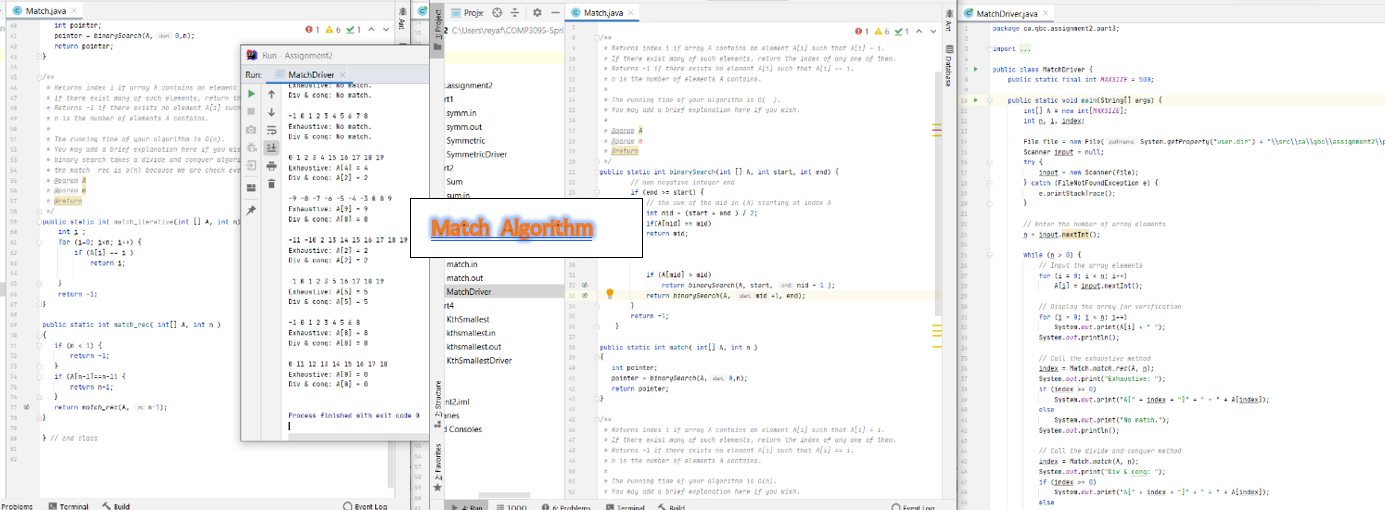 Match.java
40
int pointer;
pointer = binarySearch(A, start: 0,n);
return pointer;
}
/**
* Returns index i if array A contains an element
* If there exist many of such elements, return the
* Returns -1 if there exists no element A[i] suc
* n is the number of elements A contains.
*
* The running time of your algorithm is O(n).
* You may add a brief explanation here if you wis
* binary search takes a divide and conquer algori
* the match rec is o(n) because we are check eve
* @param A
* @param n
* @return
*/
public static int match_iterative(int [] A, int n)
int i ;
for (i=0; i<n; i++) {
if (A[i] == i )
return i;
}
return -1;
}
public static int match_rec( int[] A, int n )
{
if (n < 1) {
return -1;
}
if (A[n-1]==n-1) {
return n-1;
}
return match_rec(A, n: n-1);
}
} // end class
Problems Terminal Build Event Log
Run - Assignment2
Run: MatchDriver
Exhaustive: No match.
Div & conq: No match.
-1 0 1 2 3 4 5 6 7 8
Exhaustive: No match.
Div & conq: No match.
0 1 2 3 4 15 16 17 18 19
Exhaustive: A[4] = 4
Div & conq: A[2] = 2
-9 -8 -7 -6 -5 -4 -3 0 8 9
Exhaustive: A[9] = 9
Div & conq: A[8] = 8
-11 -10 2 13 14 15 16 17 18 19
Exhaustive: A[2] = 2
Div & conq: A[2] = 2
-1 0 1 2 3 5 16 17 18 19
Exhaustive: A[5] = 5
Div & conq: A[5] = 5
-1 0 1 2 3 4 5 6 8
Exhaustive: A[8] = 8
Div & conq: A[8] = 8
0 11 12 13 14 15 16 17 18
Exhaustive: A[0] = 0
Div & conq: A[0] = 0
Process finished with exit code 0
Match Algorithm
Project
Proje
C:\Users\reyaf\COMP3095-Spri
.assignment2
rt1
symm.in
symm.out
Symmetric
SymmetricDriver
rt2
Sum
sum.in
match.in
match.out
MatchDriver
rt4
KthSmallest
kthsmallest.in
kthsmallest.out
KthSmallestDriver
nt2.iml
aries
d Consoles
2: Structure
2: Favorites
Match.java
/**
* Returns index i if array A contains an element A[i] such that A[i] = i.
* If there exist many of such elements, return the index of any one of them.
* Returns -1 if there exists no element A[i] such that A[i] == i.
* n is the number of elements A contains.
*
* The running time of your algorithm is O( ).
* You may add a brief explanation here if you wish.
*
* @param A
* @param n
* @return
*/
public static int binarySearch(int [] A, int start, int end) {
// non negative integer end
if (end >= start) {
// the sum of the mid in (A) starting at index A
int mid = (start + end ) / 2;
if(A[mid] == mid)
return mid;
if (A[mid] > mid)
return binarySearch(A, start, end: mid - 1 );
return binarySearch(A, start: mid +1, end);
}
return -1;
}
public static int match( int[] A, int n )
{
int pointer;
pointer = binarySearch(A, start: 0,n);
return pointer;
}
/**
* Returns index i if array A contains an element A[i] such that A[i] = i.
* If there exist many of such elements, return the index of any one of them.
* Returns -1 if there exists no element A[i] such that A[i] == i.
* n is the number of elements A contains.
*
* The running time of your algorithm is O(n).
* You may add a brief explanation here if you wish.
4: Run TODO 6: Problems Terminal Build Event Log
Ant
Database
MatchDriver.java
package ca.gbc.assignment2.part3;
import ...
public class MatchDriver {
public static final int MAXSIZE = 500;
public static void main(String[] args) {
int[] A = new int[MAXSIZE];
int n, i, index;
File file = new File( pathname: System.getProperty("user.dir") + "\\src\\ca\\gbc\\assignment2\\p
Scanner input = null;
try {
input = new Scanner(file);
} catch (FileNotFoundException e) {
e.printStackTrace();
}
// Enter the number of array elements
n = input.nextInt();
while (n > 0) {
// Input the array elements
for (i = 0; i < n; i++)
A[i] = input.nextInt();
// Display the array for verification
for (i = 0; i < n; i++)
System.out.print(A[i] + " ");
System.out.println();
// Call the exhaustive method
index = Match.match_rec(A, n);
System.out.print("Exhaustive: ");
if (index >= 0)
System.out.print("A[" + index + "]" + " = " + A[index]);
else
System.out.print("No match.");
System.out.println();
// Call the divide-and-conquer method
index = Match.match(A, n);
System.out.print("Div & conq: ");
if (index >= 0)
System.out.print("A[" + index + "]" + " = " + A[index]);
else